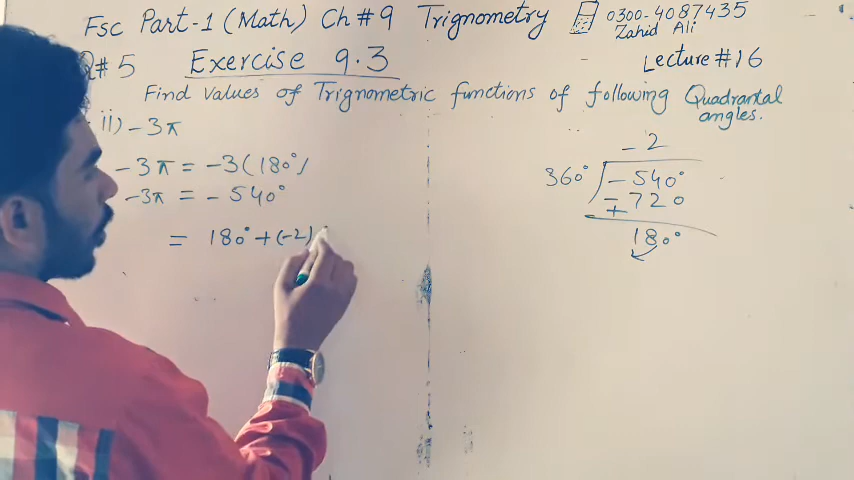 Fsc Part-1 (Math) Ch # 9 Trignometry 0300-4087435
Zahid Ali
Q# 5 Exercise 9.3 Lecture # 16
Find values of Trignometric functions of following Quadrantal angles.
ii) -3π
-3π = -3(180°)
-3π = -540°
= 180° + (-2)
-2
360° -540°
∓720
180°